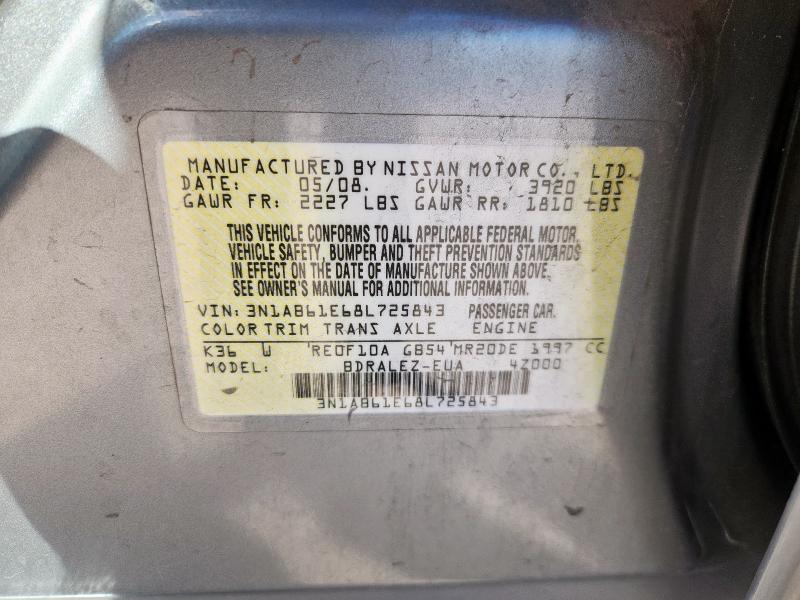 MANUFACTURED BY NISSAN MOTOR CO., LTD.
DATE: 05/08. GVWR: 3920 LBS
GAWR FR: 2227 LBS GAWR RR: 1810 LBS
THIS VEHICLE CONFORMS TO ALL APPLICABLE FEDERAL MOTOR
VEHICLE SAFETY, BUMPER AND THEFT PREVENTION STANDARDS
IN EFFECT ON THE DATE OF MANUFACTURE SHOWN ABOVE.
SEE OWNER'S MANUAL FOR ADDITIONAL INFORMATION.
VIN: 3N1AB61E68L725843 PASSENGER CAR.
COLOR TRIM TRANS AXLE ENGINE
K36 W RE0F10A GB54 MR20DE 1997 CC
MODEL: BDRALEZ-EUA 4Z000
3N1AB61E68L725843